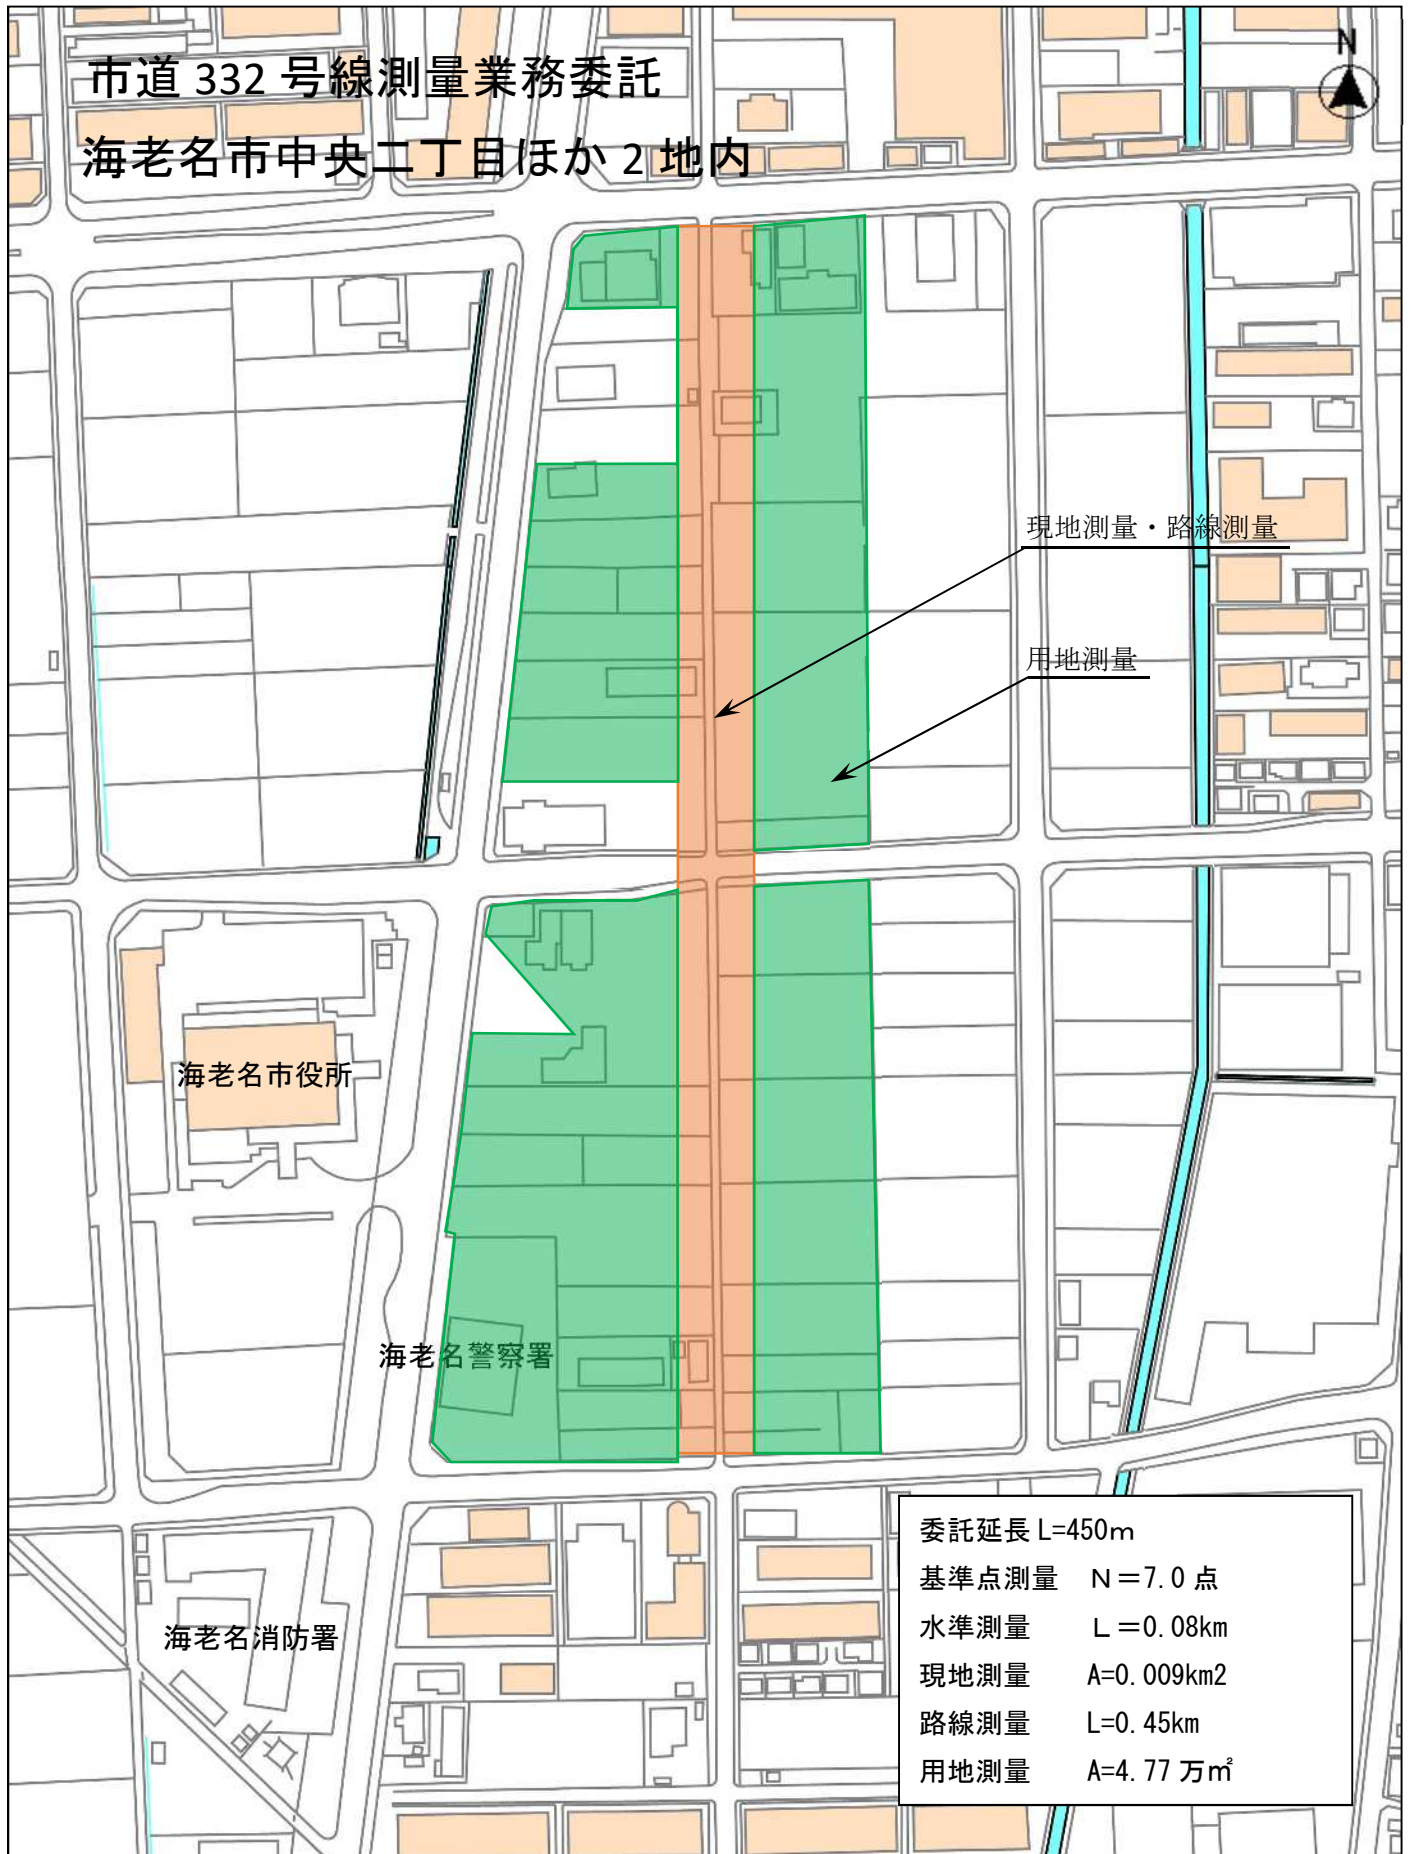 市道 332 号線測量業務委託
海老名市中央二丁目ほか 2 地内
N
現地測量・路線測量
用地測量
海老名市役所
海老名警察署
海老名消防署
委託延長 L=450m
基準点測量 N=7.0 点
水準測量 L=0.08km
現地測量 A=0.009km2
路線測量 L=0.45km
用地測量 A=4.77 万㎡